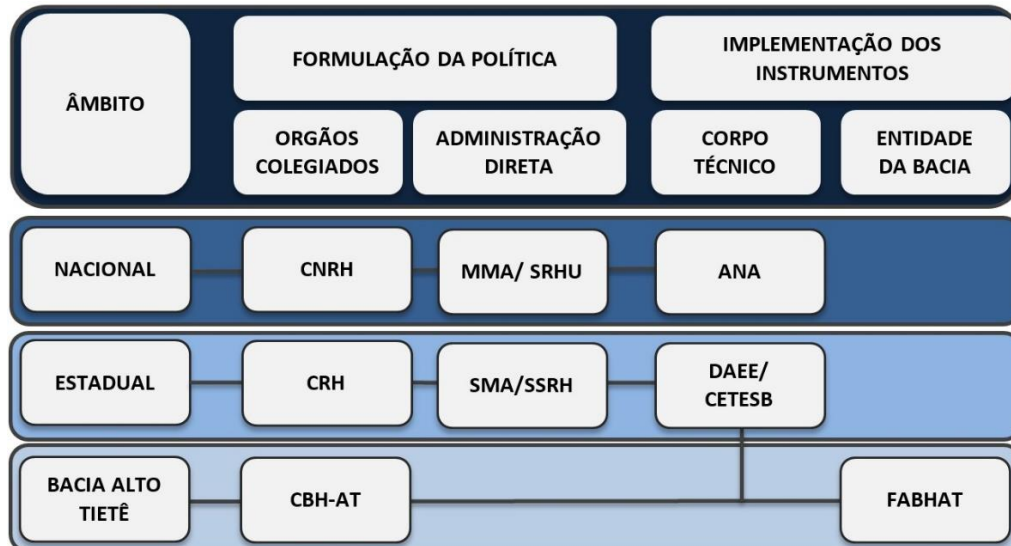 ÂMBITO
FORMULAÇÃO DA POLÍTICA
IMPLEMENTAÇÃO DOS
INSTRUMENTOS
ORGÃOS
COLEGIADOS
ADMINISTRAÇÃO
DIRETA
CORPO
TÉCNICO
ENTIDADE
DA BACIA
NACIONAL
CNRH
MMA/ SRHU
ANA
ESTADUAL
CRH
SMA/SSRH
DAEE/
CETESB
BACIA ALTO
TIETÊ
CBH-AT
FABHAT